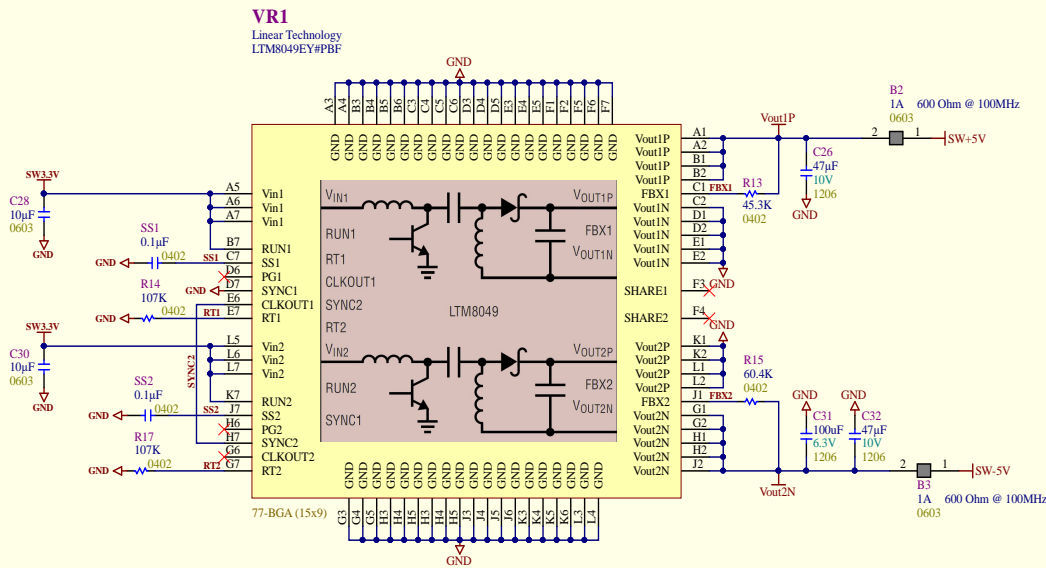 VR1
Linear Technology
LTM8049EY#PBF
GND
A3 A4 B3 B4 B5 B6 C3 C4 C5 C6 D3 D4 D5 E3 E4 E5 F1 F2 F5 F6 F7
GND GND GND GND GND GND GND GND GND GND GND GND GND GND GND GND GND GND GND GND GND
SW3.3V
C28
10µF
0603
GND
A5 Vin1
A6 Vin1
A7 Vin1
B7 RUN1
SS1
0.1µF
GND 0402 SS1 C7 SS1
D6 PG1
GND D7 SYNC1
R14
107K
E6 CLKOUT1
GND 0402 RT1 E7 RT1
SW3.3V
C30
10µF
0603
GND
SYNC2
L5 Vin2
L6 Vin2
L7 Vin2
K7 RUN2
SS2
0.1µF
GND 0402 SS2 J7 SS2
H6 PG2
H7 SYNC2
R17
107K
G6 CLKOUT2
GND 0402 RT2 G7 RT2
77-BGA (15x9)
VIN1
RUN1
RT1
CLKOUT1
SYNC2
RT2
VIN2
RUN2
SYNC1
LTM8049
VOUT1P
FBX1
VOUT1N
VOUT2P
FBX2
VOUT2N
Vout1P A1
Vout1P A2
Vout1P B1
Vout1P B2
FBX1 C1 FBX1
Vout1N C2
Vout1N D1
Vout1N D2
Vout1N E1
Vout1N E2
GND
SHARE1 F3
SHARE2 F4
GND
Vout2P K1
Vout2P K2
Vout2P L1
Vout2P L2
FBX2 J1 FBX2
Vout2N G1
Vout2N G2
Vout2N H1
Vout2N H2
Vout2N J2
Vout1P
R13
45.3K
0402
C26
47µF
10V
1206
GND
B2
1A 600 Ohm @ 100MHz
0603
2 1 SW+5V
R15
60.4K
0402
GND
C31
100uF
6.3V
1206
GND
C32
47µF
10V
1206
Vout2N
2 1 SW-5V
B3
1A 600 Ohm @ 100MHz
0603
GND GND GND GND GND GND GND GND GND GND GND GND GND GND GND GND GND GND GND
G3 G4 G5 H3 H4 H5 H3 H4 H5 J3 J4 J5 J6 K3 K4 K5 K6 L3 L4
GND